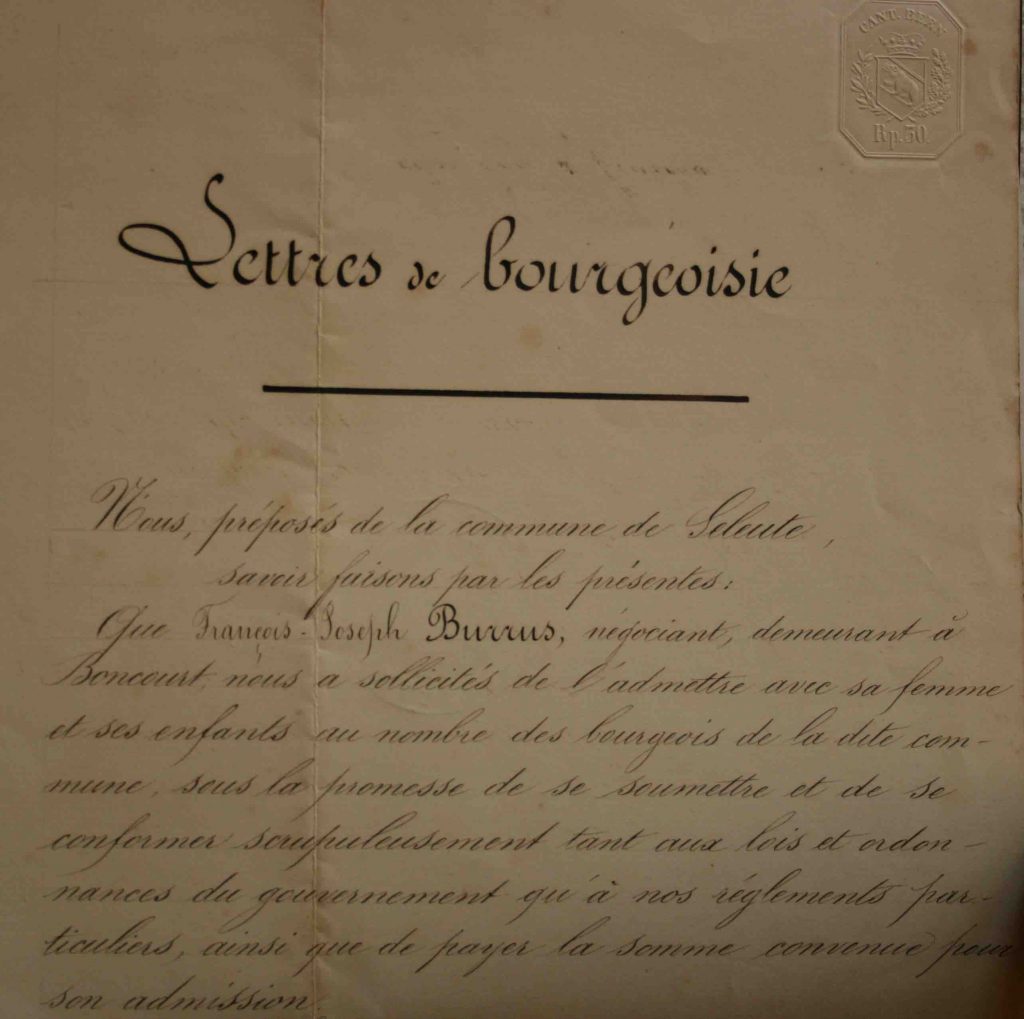 CANT. BERN
Rp. 50.
Lettres de bourgeoisie
Nous, préposés de la commune de Seleute,
savoir faisons par les présentes:
Que François-Joseph Burrus, négociant, demeurant à
Boncourt, nous a sollicités de l'admettre avec sa femme
et ses enfants au nombre des bourgeois de la dite com-
mune, sous la promesse de se soumettre et de se
conformer scrupuleusement tant aux lois et ordon-
nances du gouvernement qu'à nos réglements par-
ticuliers, ainsi que de payer la somme convenue pour
son admission.